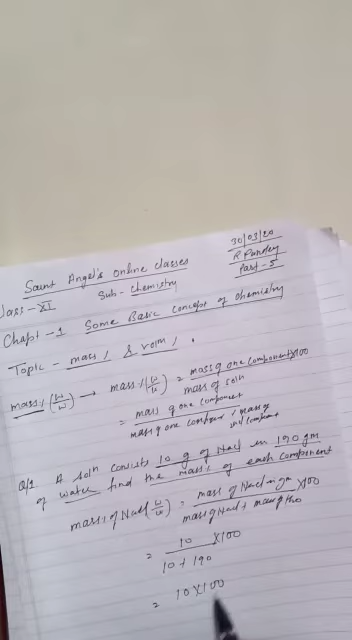 30/03/20
Saint Angel's online classes
R Pandey
Class - XI
Sub - chemistry
Part - 5
Chapt - 1 Some Basic concept of chemistry
Topic - mass% & volm%.
mass% (w/w) → mass% (w/w) = mass of one component × 100 / mass of soln
= mass of one component / mass of one component + mass of component
Q/1 A soln consists 10 g of Nacl in 190 gm
of water find the mass% of each component
mass% of Nacl (w/w) = mass of Nacl in gm × 100 / mass of Nacl + mass of H2O
= 10 × 100 / 10 + 190
= 10 × 100